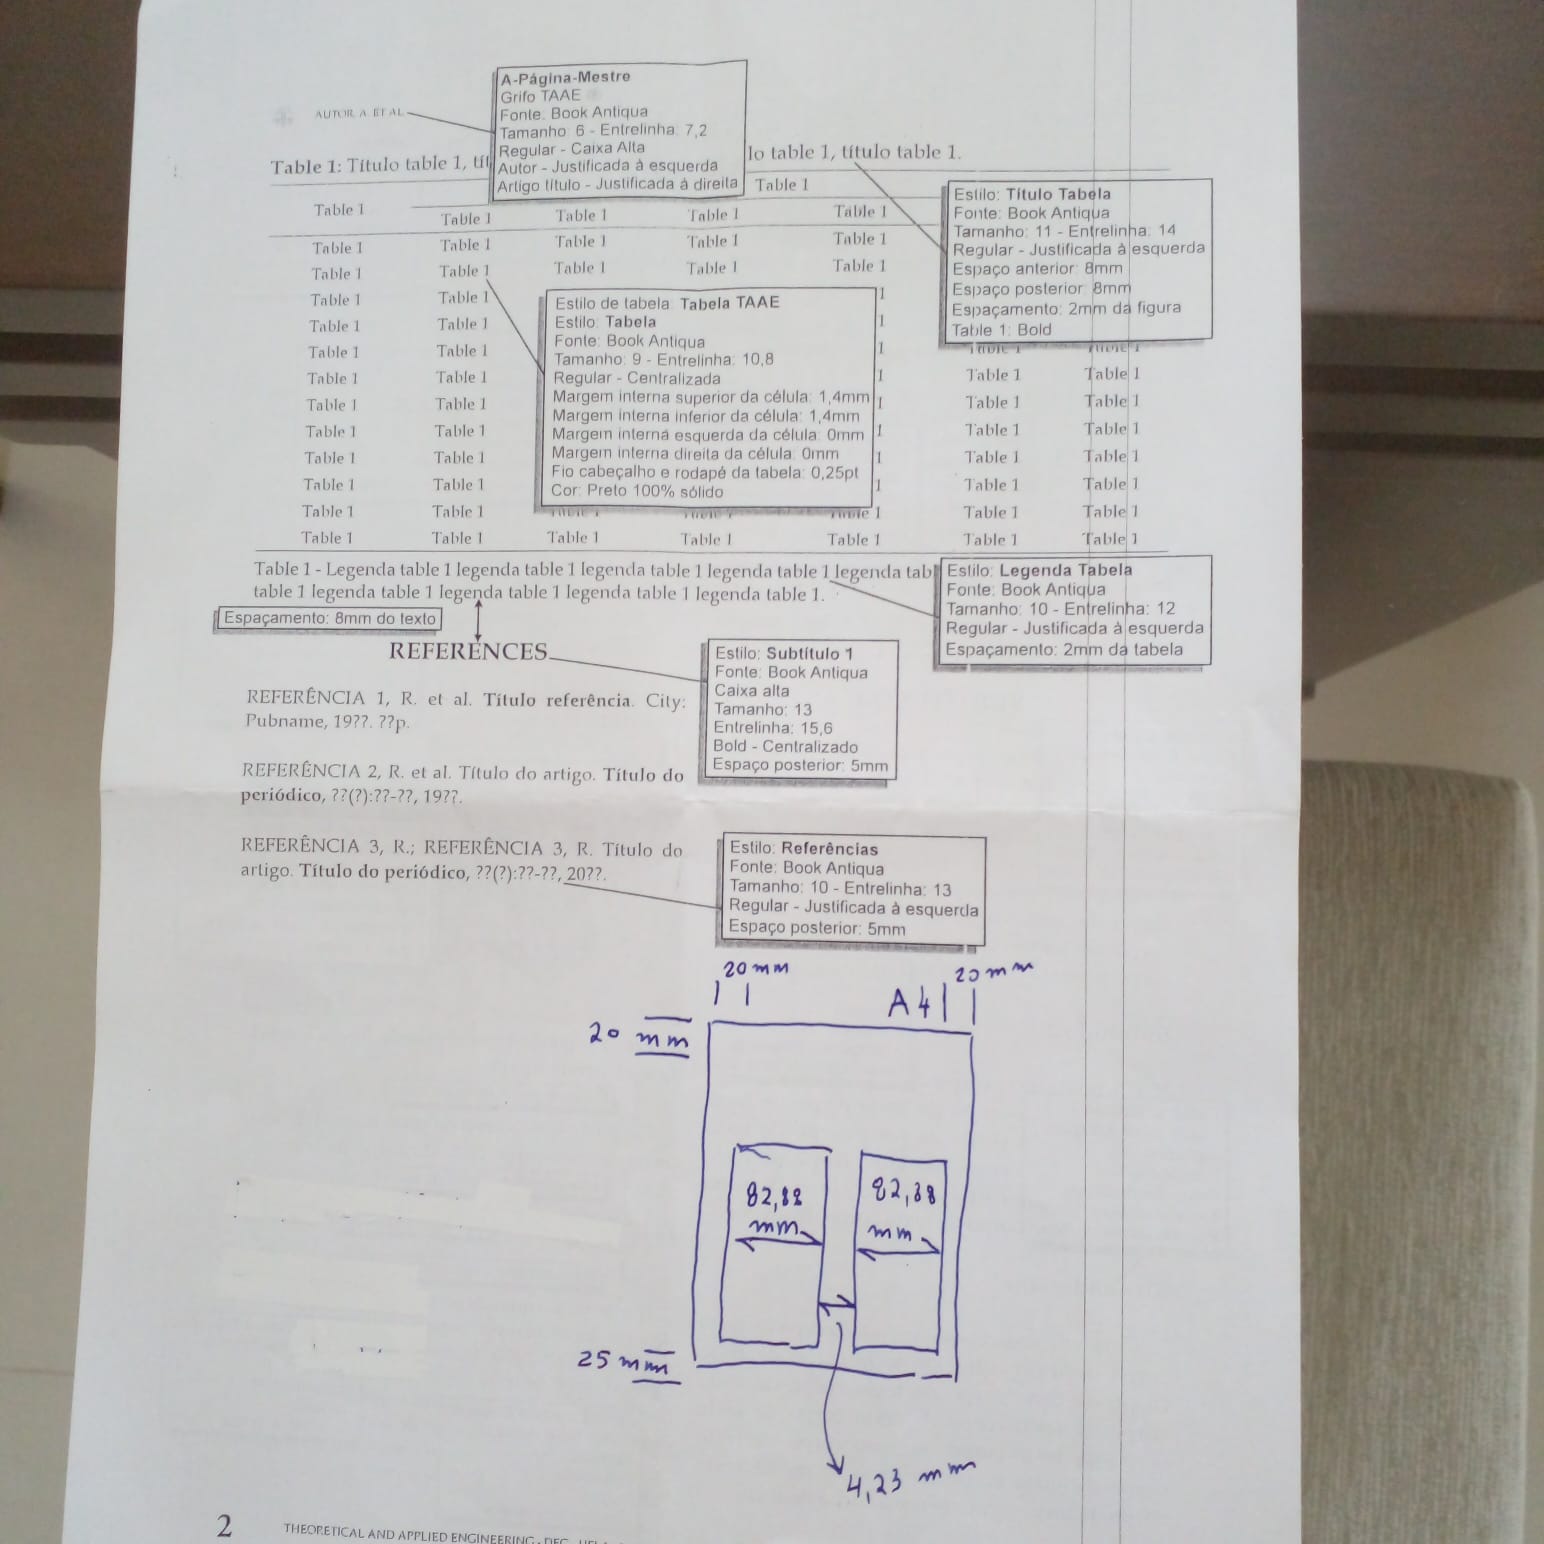 A-Página-Mestre
Grifo TAAE
Fonte: Book Antiqua
Tamanho: 6 - Entrelinha: 7,2
Regular - Caixa Alta
Autor - Justificada à esquerda
Artigo título - Justificada à direita
AUTOR, A. ET AL.
Table 1: Título table 1, tít
lo table 1, título table 1.
Table 1
Table 1
Table 1 Table 1 Table 1 Table 1
Estilo: Título Tabela
Fonte: Book Antiqua
Tamanho: 11 - Entrelinha: 14
Regular - Justificada à esquerda
Espaço anterior: 8mm
Espaço posterior: 8mm
Espaçamento: 2mm da figura
Table 1: Bold
Table 1 Table 1 Table 1 Table 1 Table 1
Table 1 Table 1 Table 1 Table 1 Table 1
Table 1 Table 1 1
Table 1 Table 1 1
Table 1 Table 1 1 Table 1 Table 1
Table 1 Table 1 1 Table 1 Table 1
Table 1 Table 1 1 Table 1 Table 1
Table 1 Table 1 1 Table 1 Table 1
Table 1 Table 1 Table 1 Table 1
Table 1 Table 1 1 Table 1 Table 1
Table 1 Table 1 Table 1 Table 1 Table 1 Table 1 Table 1
Table 1 Table 1 Table 1 Table 1 Table 1 Table 1 Table 1
Estilo de tabela: Tabela TAAE
Estilo: Tabela
Fonte: Book Antiqua
Tamanho: 9 - Entrelinha: 10,8
Regular - Centralizada
Margem interna superior da célula: 1,4mm
Margem interna inferior da célula: 1,4mm
Margem interna esquerda da célula: 0mm
Margem interna direita da célula: 0mm
Fio cabeçalho e rodapé da tabela: 0,25pt
Cor: Preto 100% sólido
Table 1 - Legenda table 1 legenda table 1 legenda table 1 legenda table 1 legenda tab
table 1 legenda table 1 legenda table 1 legenda table 1 legenda table 1.
Estilo: Legenda Tabela
Fonte: Book Antiqua
Tamanho: 10 - Entrelinha: 12
Regular - Justificada à esquerda
Espaçamento: 2mm da tabela
Espaçamento: 8mm do texto
REFERENCES
Estilo: Subtítulo 1
Fonte: Book Antiqua
Caixa alta
Tamanho: 13
Entrelinha: 15,6
Bold - Centralizado
Espaço posterior: 5mm
REFERÊNCIA 1, R. et al. Título referência. City:
Pubname, 19??. ??p.
REFERÊNCIA 2, R. et al. Título do artigo. Título do
periódico, ??(?):??-??, 19??.
REFERÊNCIA 3, R.; REFERÊNCIA 3, R. Título do
artigo. Título do periódico, ??(?):??-??, 20??.
Estilo: Referências
Fonte: Book Antiqua
Tamanho: 10 - Entrelinha: 13
Regular - Justificada à esquerda
Espaço posterior: 5mm
20 mm
20 mm
A4
20 mm
82,88
mm
82,88
mm
25 mm
4,23 mm
2
THEORETICAL AND APPLIED ENGINEERING